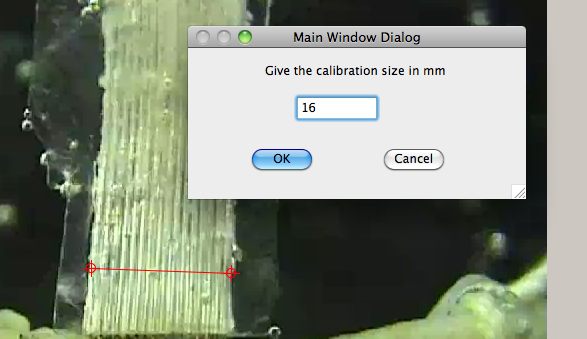 Main Window Dialog
Give the calibration size in mm
16
OK
Cancel